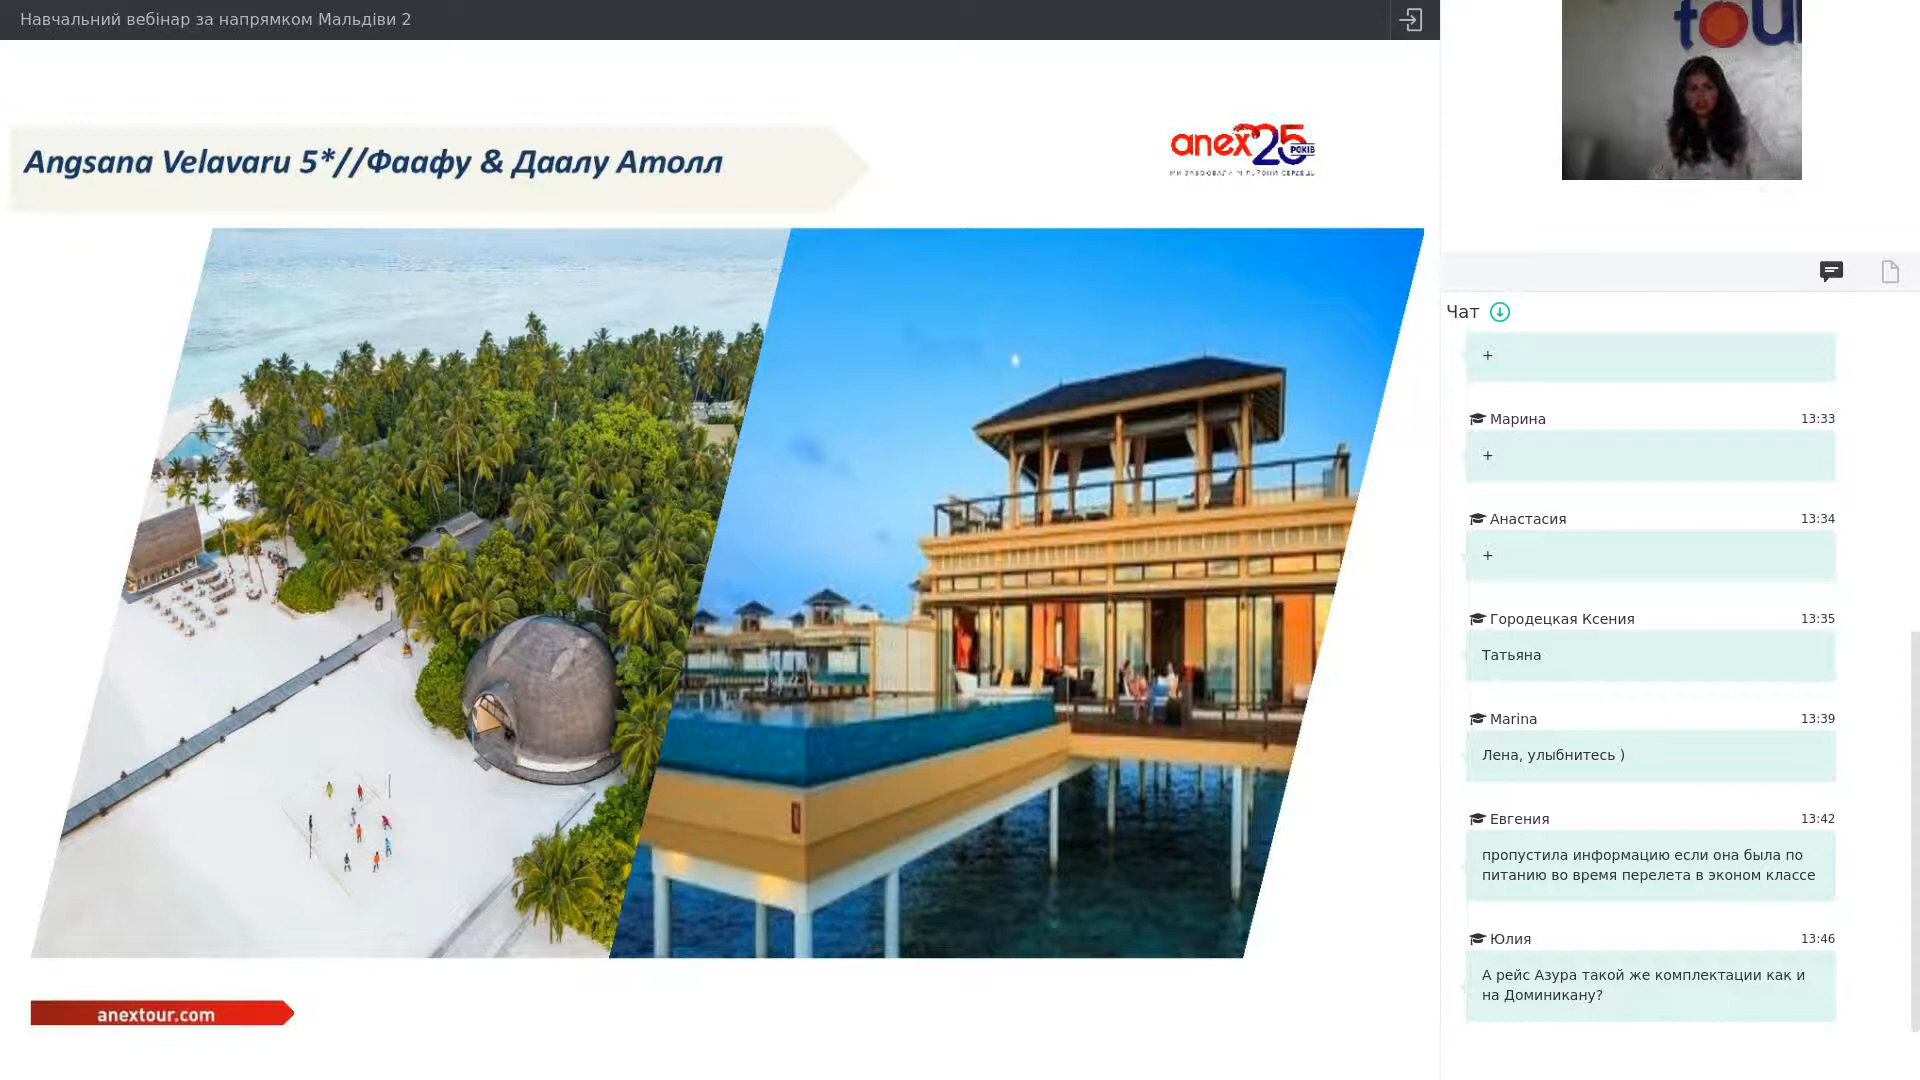 Навчальний вебінар за напрямком Мальдіви 2
Angsana Velavaru 5*//Фаафу & Даалу Атолл
anex25
РОКІВ
anextour.com
tour
Чат
+
Марина 13:33
+
Анастасия 13:34
+
Городецкая Ксения 13:35
Татьяна
Marina 13:39
Лена, улыбнитесь )
Евгения 13:42
пропустила информацию если она была по
питанию во время перелета в эконом классе
Юлия 13:46
А рейс Азура такой же комплектации как и
на Доминикану?